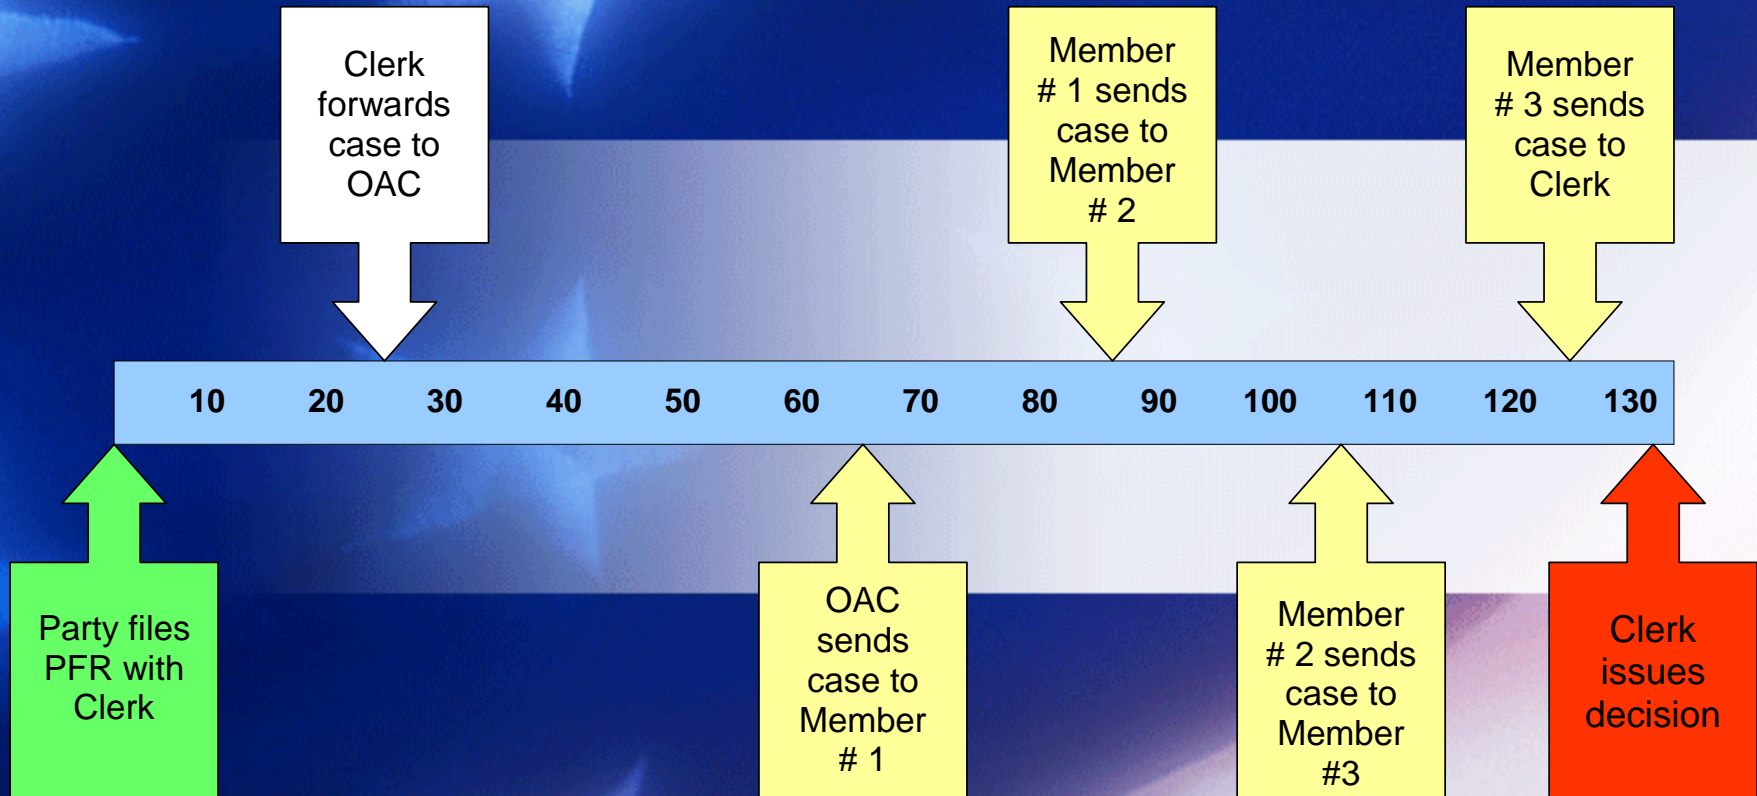 Clerk
forwards
case to
OAC
Member
# 1 sends
case to
Member
# 2
Member
# 3 sends
case to
Clerk
10 20 30 40 50 60 70 80 90 100 110 120 130
Party files
PFR with
Clerk
OAC
sends
case to
Member
# 1
Member
# 2 sends
case to
Member
#3
Clerk
issues
decision